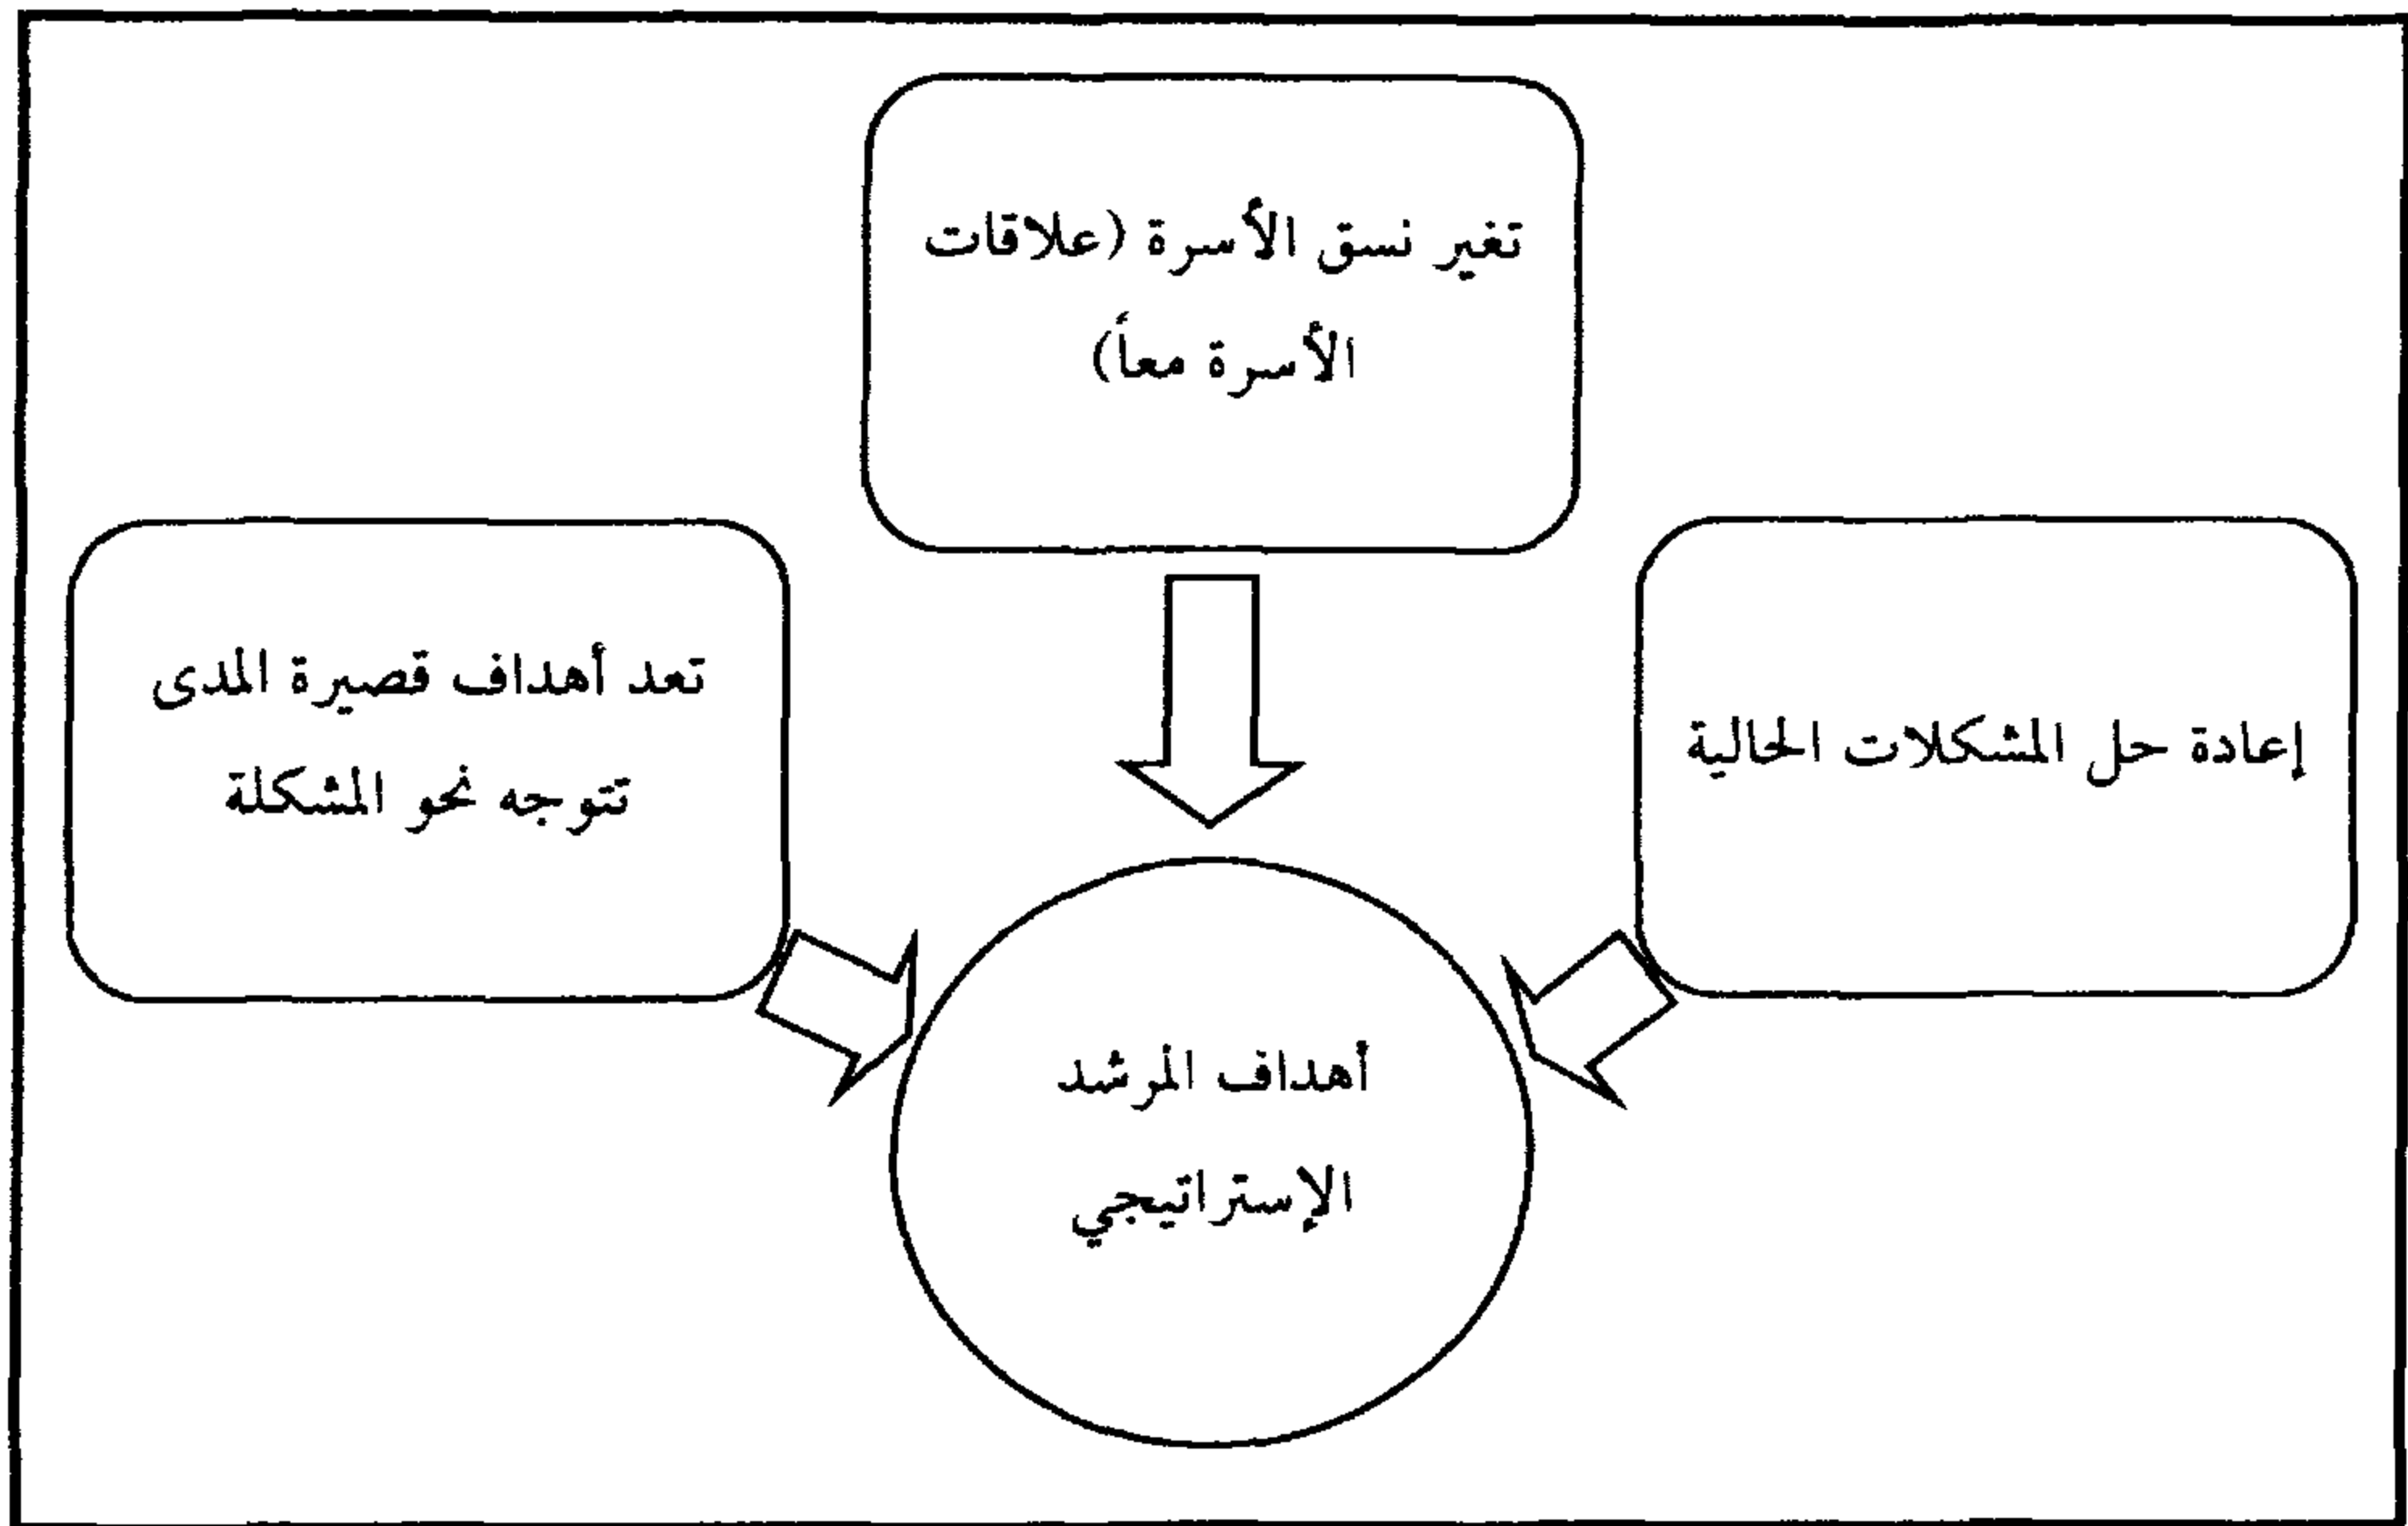 تغير نسق الأسرة (علاقات
الأسرة معاً)
إعادة حل المشكلات الحالية
تعد أهداف قصيرة المدى
تتوجه نحو المشكلة
أهداف المرشد
الإستراتيجي